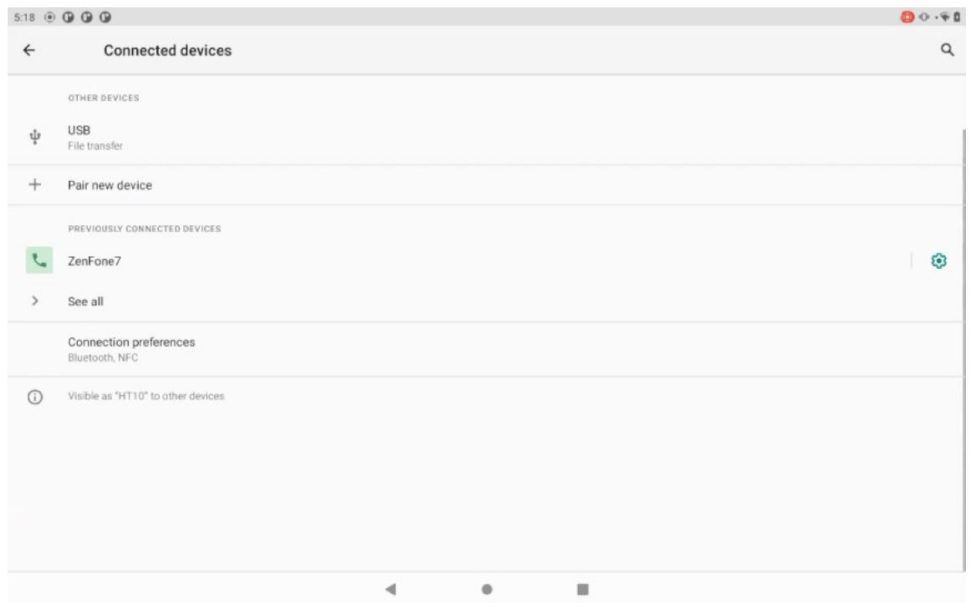 5:18
Connected devices
OTHER DEVICES
USB
File transfer
Pair new device
PREVIOUSLY CONNECTED DEVICES
ZenFone7
See all
Connection preferences
Bluetooth, NFC
Visible as "HT10" to other devices